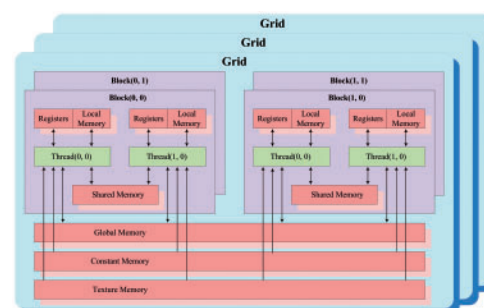 Grid
Grid
Grid
Block(0, 1)
Block(1, 1)
Block(0, 0)
Block(1, 0)
Registers
Local Memory
Registers
Local Memory
Registers
Local Memory
Registers
Local Memory
Thread(0, 0)
Thread(1, 0)
Thread(0, 0)
Thread(1, 0)
Shared Memory
Shared Memory
Global Memory
Constant Memory
Texture Memory